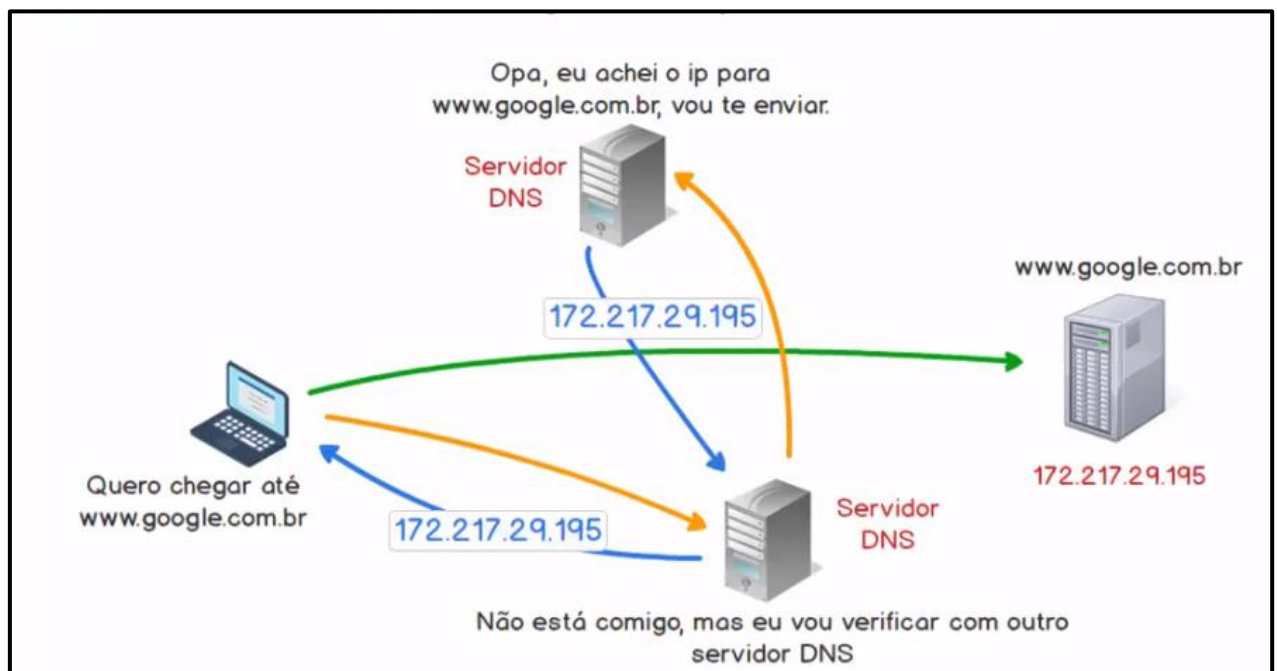 Opa, eu achei o ip para
www.google.com.br, vou te enviar.
Servidor
DNS
www.google.com.br
172.217.29.195
172.217.29.195
Quero chegar até
www.google.com.br
172.217.29.195
Servidor
DNS
Não está comigo, mas eu vou verificar com outro
servidor DNS